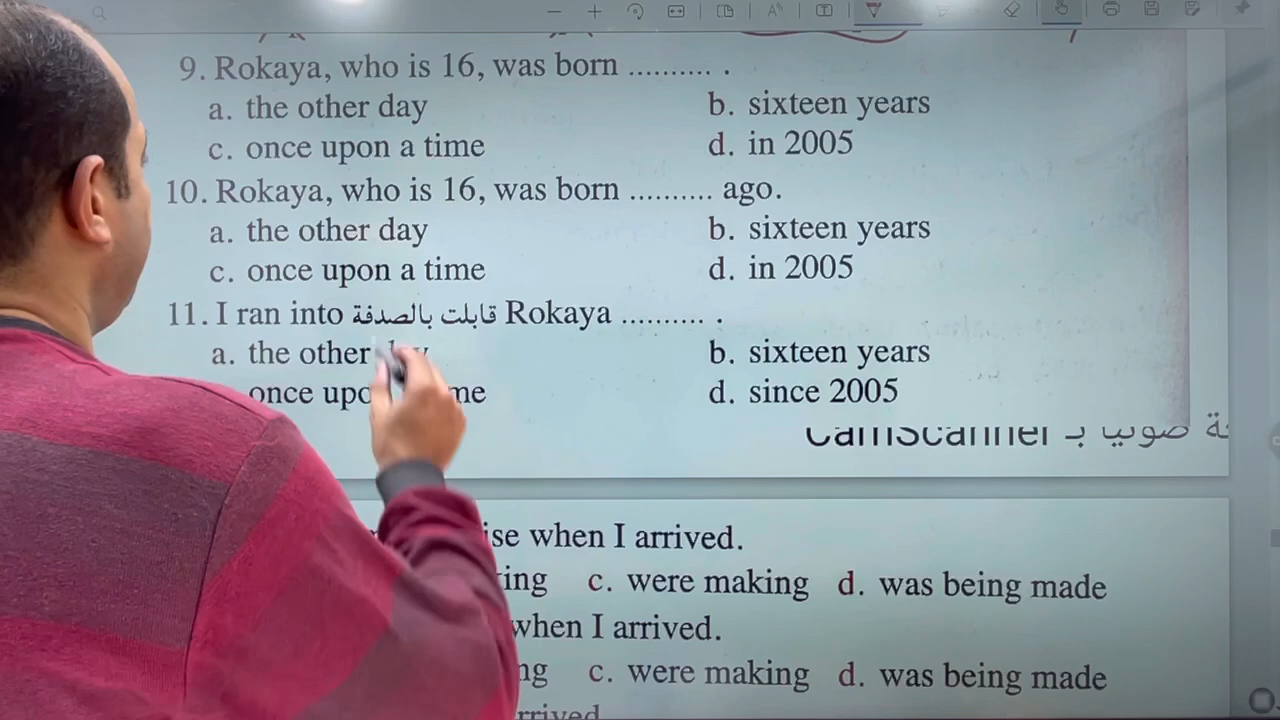 9. Rokaya, who is 16, was born .......... .
a. the other day
b. sixteen years
c. once upon a time
d. in 2005
10. Rokaya, who is 16, was born .......... ago.
a. the other day
b. sixteen years
c. once upon a time
d. in 2005
11. I ran into قابلت بالصدفة Rokaya .......... .
a. the other
b. sixteen years
once
d. since 2005
CamScanner صوئيا بـ
when I arrived.
c. were making d. was being made
when I arrived.
c. were making d. was being made